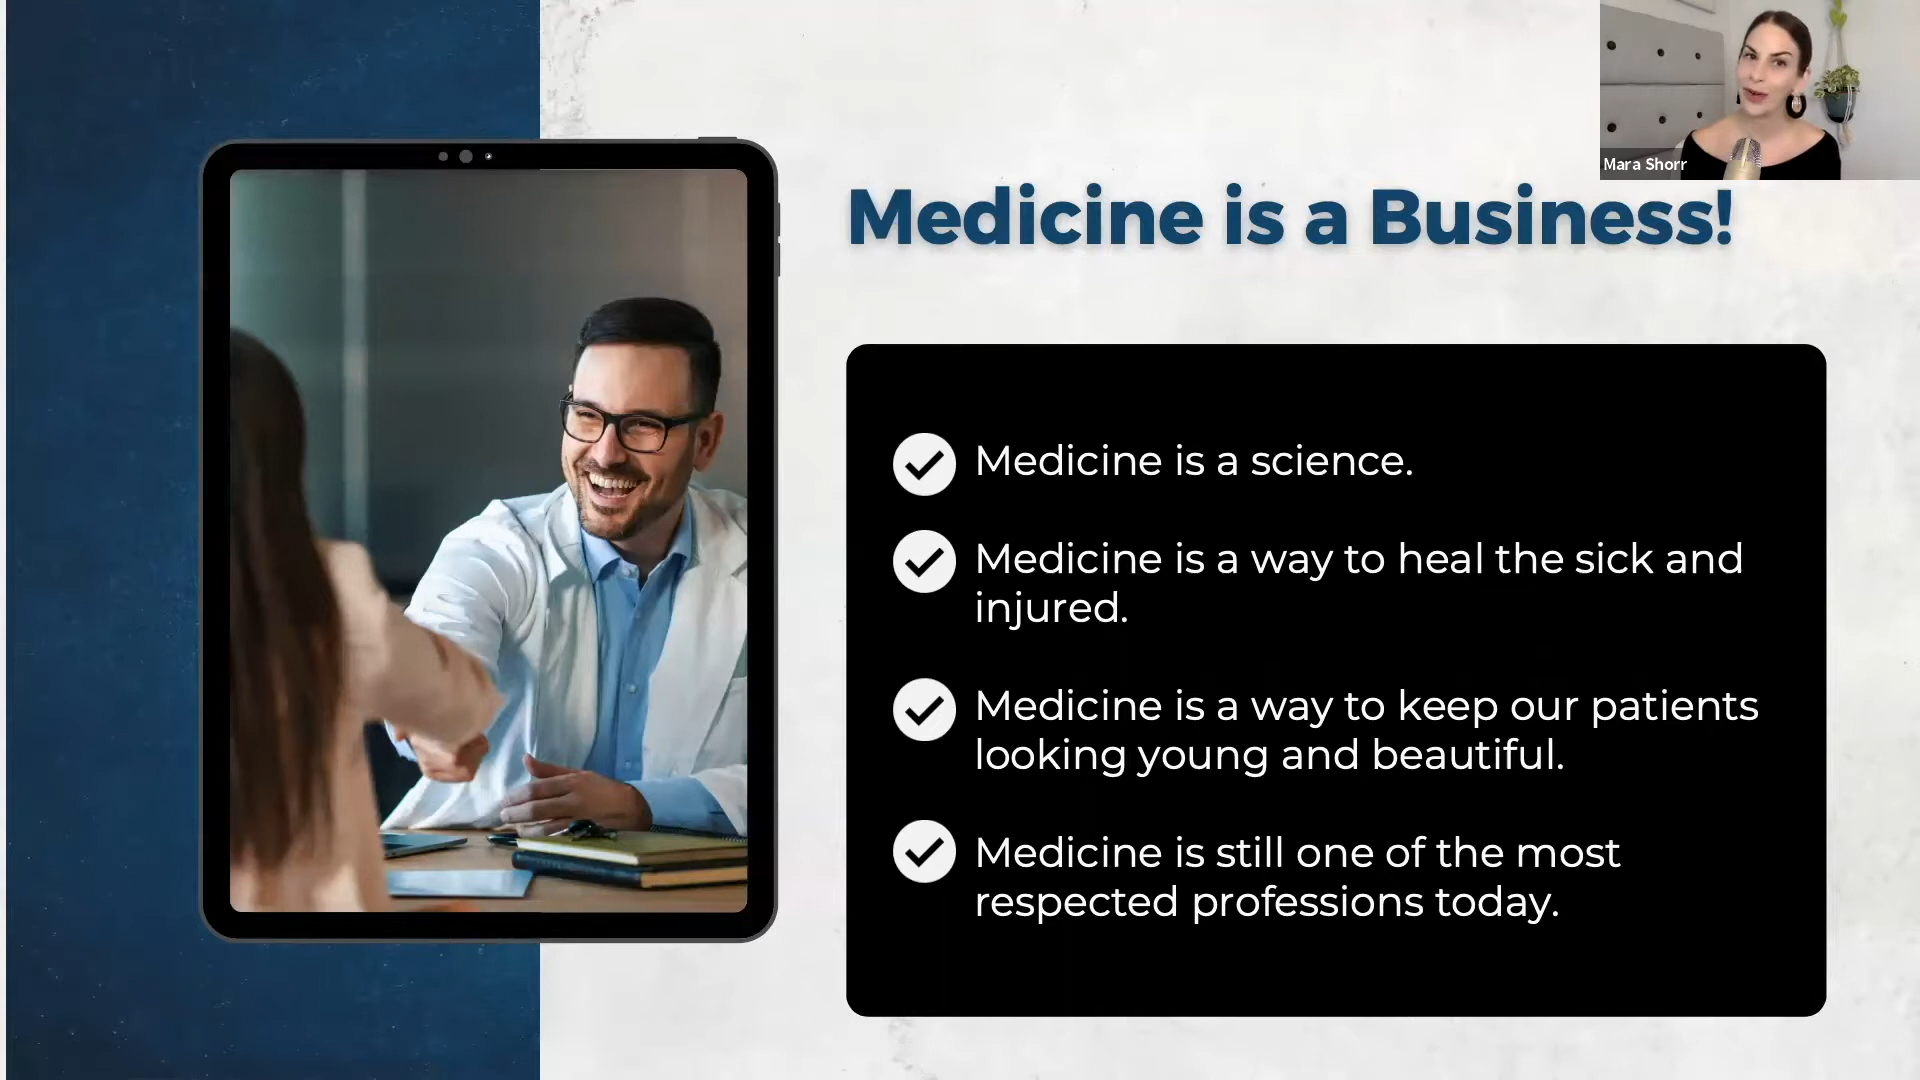 Mara Shorr
Medicine is a Business!
Medicine is a science.
Medicine is a way to heal the sick and
injured.
Medicine is a way to keep our patients
looking young and beautiful.
Medicine is still one of the most
respected professions today.